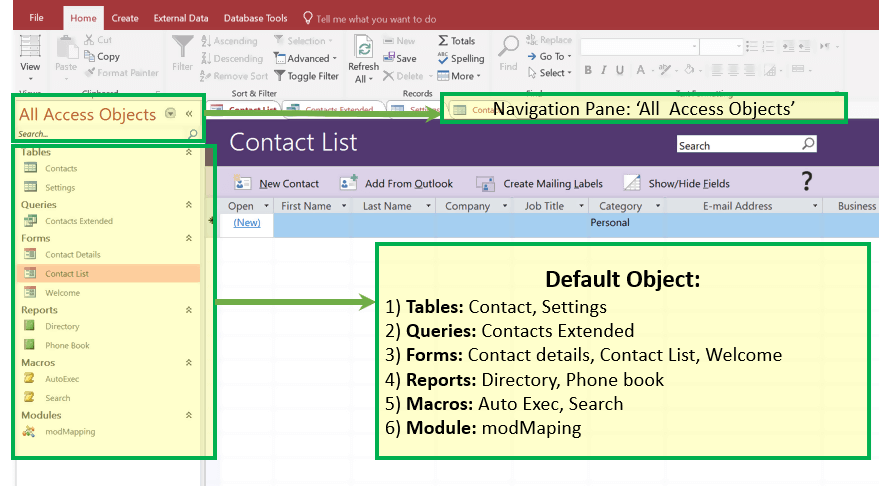 File Home Create External Data Database Tools Tell me what you want to do
Cut Ascending Selection New Totals Replace
Copy Descending Advanced Save Spelling Go To
View Paste Format Painter Filter Remove Sort Toggle Filter Refresh All Delete More Find Select B I U A
Views Clipboard Sort & Filter Records Find Text Formatting
Contact List Contacts Extended Settings Conta
Navigation Pane: ‘All Access Objects’
All Access Objects «
Search...
Contact List
Search
New Contact Add From Outlook Create Mailing Labels Show/Hide Fields ?
Open First Name Last Name Company Job Title Category E-mail Address Business
(New) Personal
Tables
Contacts
Settings
Queries
Contacts Extended
Forms
Contact Details
Contact List
Welcome
Reports
Directory
Phone Book
Macros
AutoExec
Search
Modules
modMapping
Default Object:
1) Tables: Contact, Settings
2) Queries: Contacts Extended
3) Forms: Contact details, Contact List, Welcome
4) Reports: Directory, Phone book
5) Macros: Auto Exec, Search
6) Module: modMaping